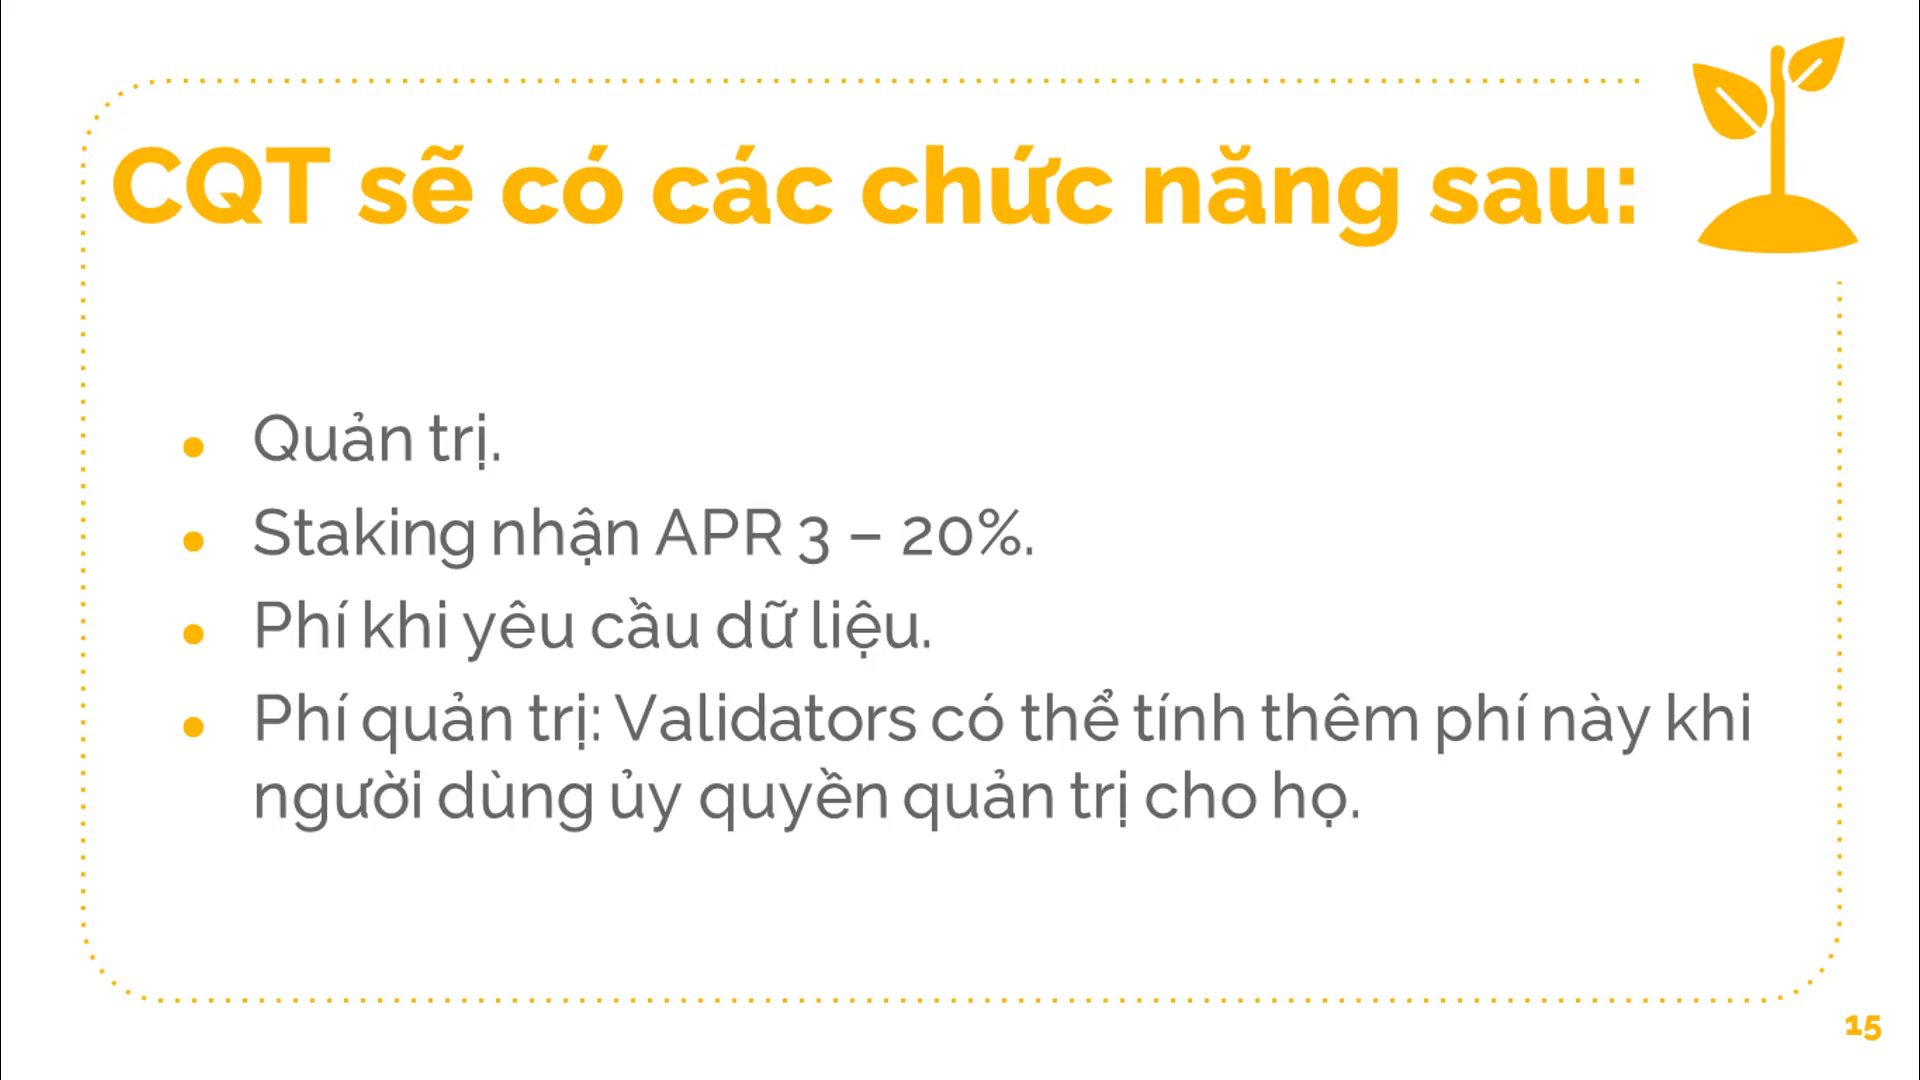 CQT sẽ có các chức năng sau:
• Quản trị.
• Staking nhận APR 3 – 20%.
• Phí khi yêu cầu dữ liệu.
• Phí quản trị: Validators có thể tính thêm phí này khi
người dùng ủy quyền quản trị cho họ.
15